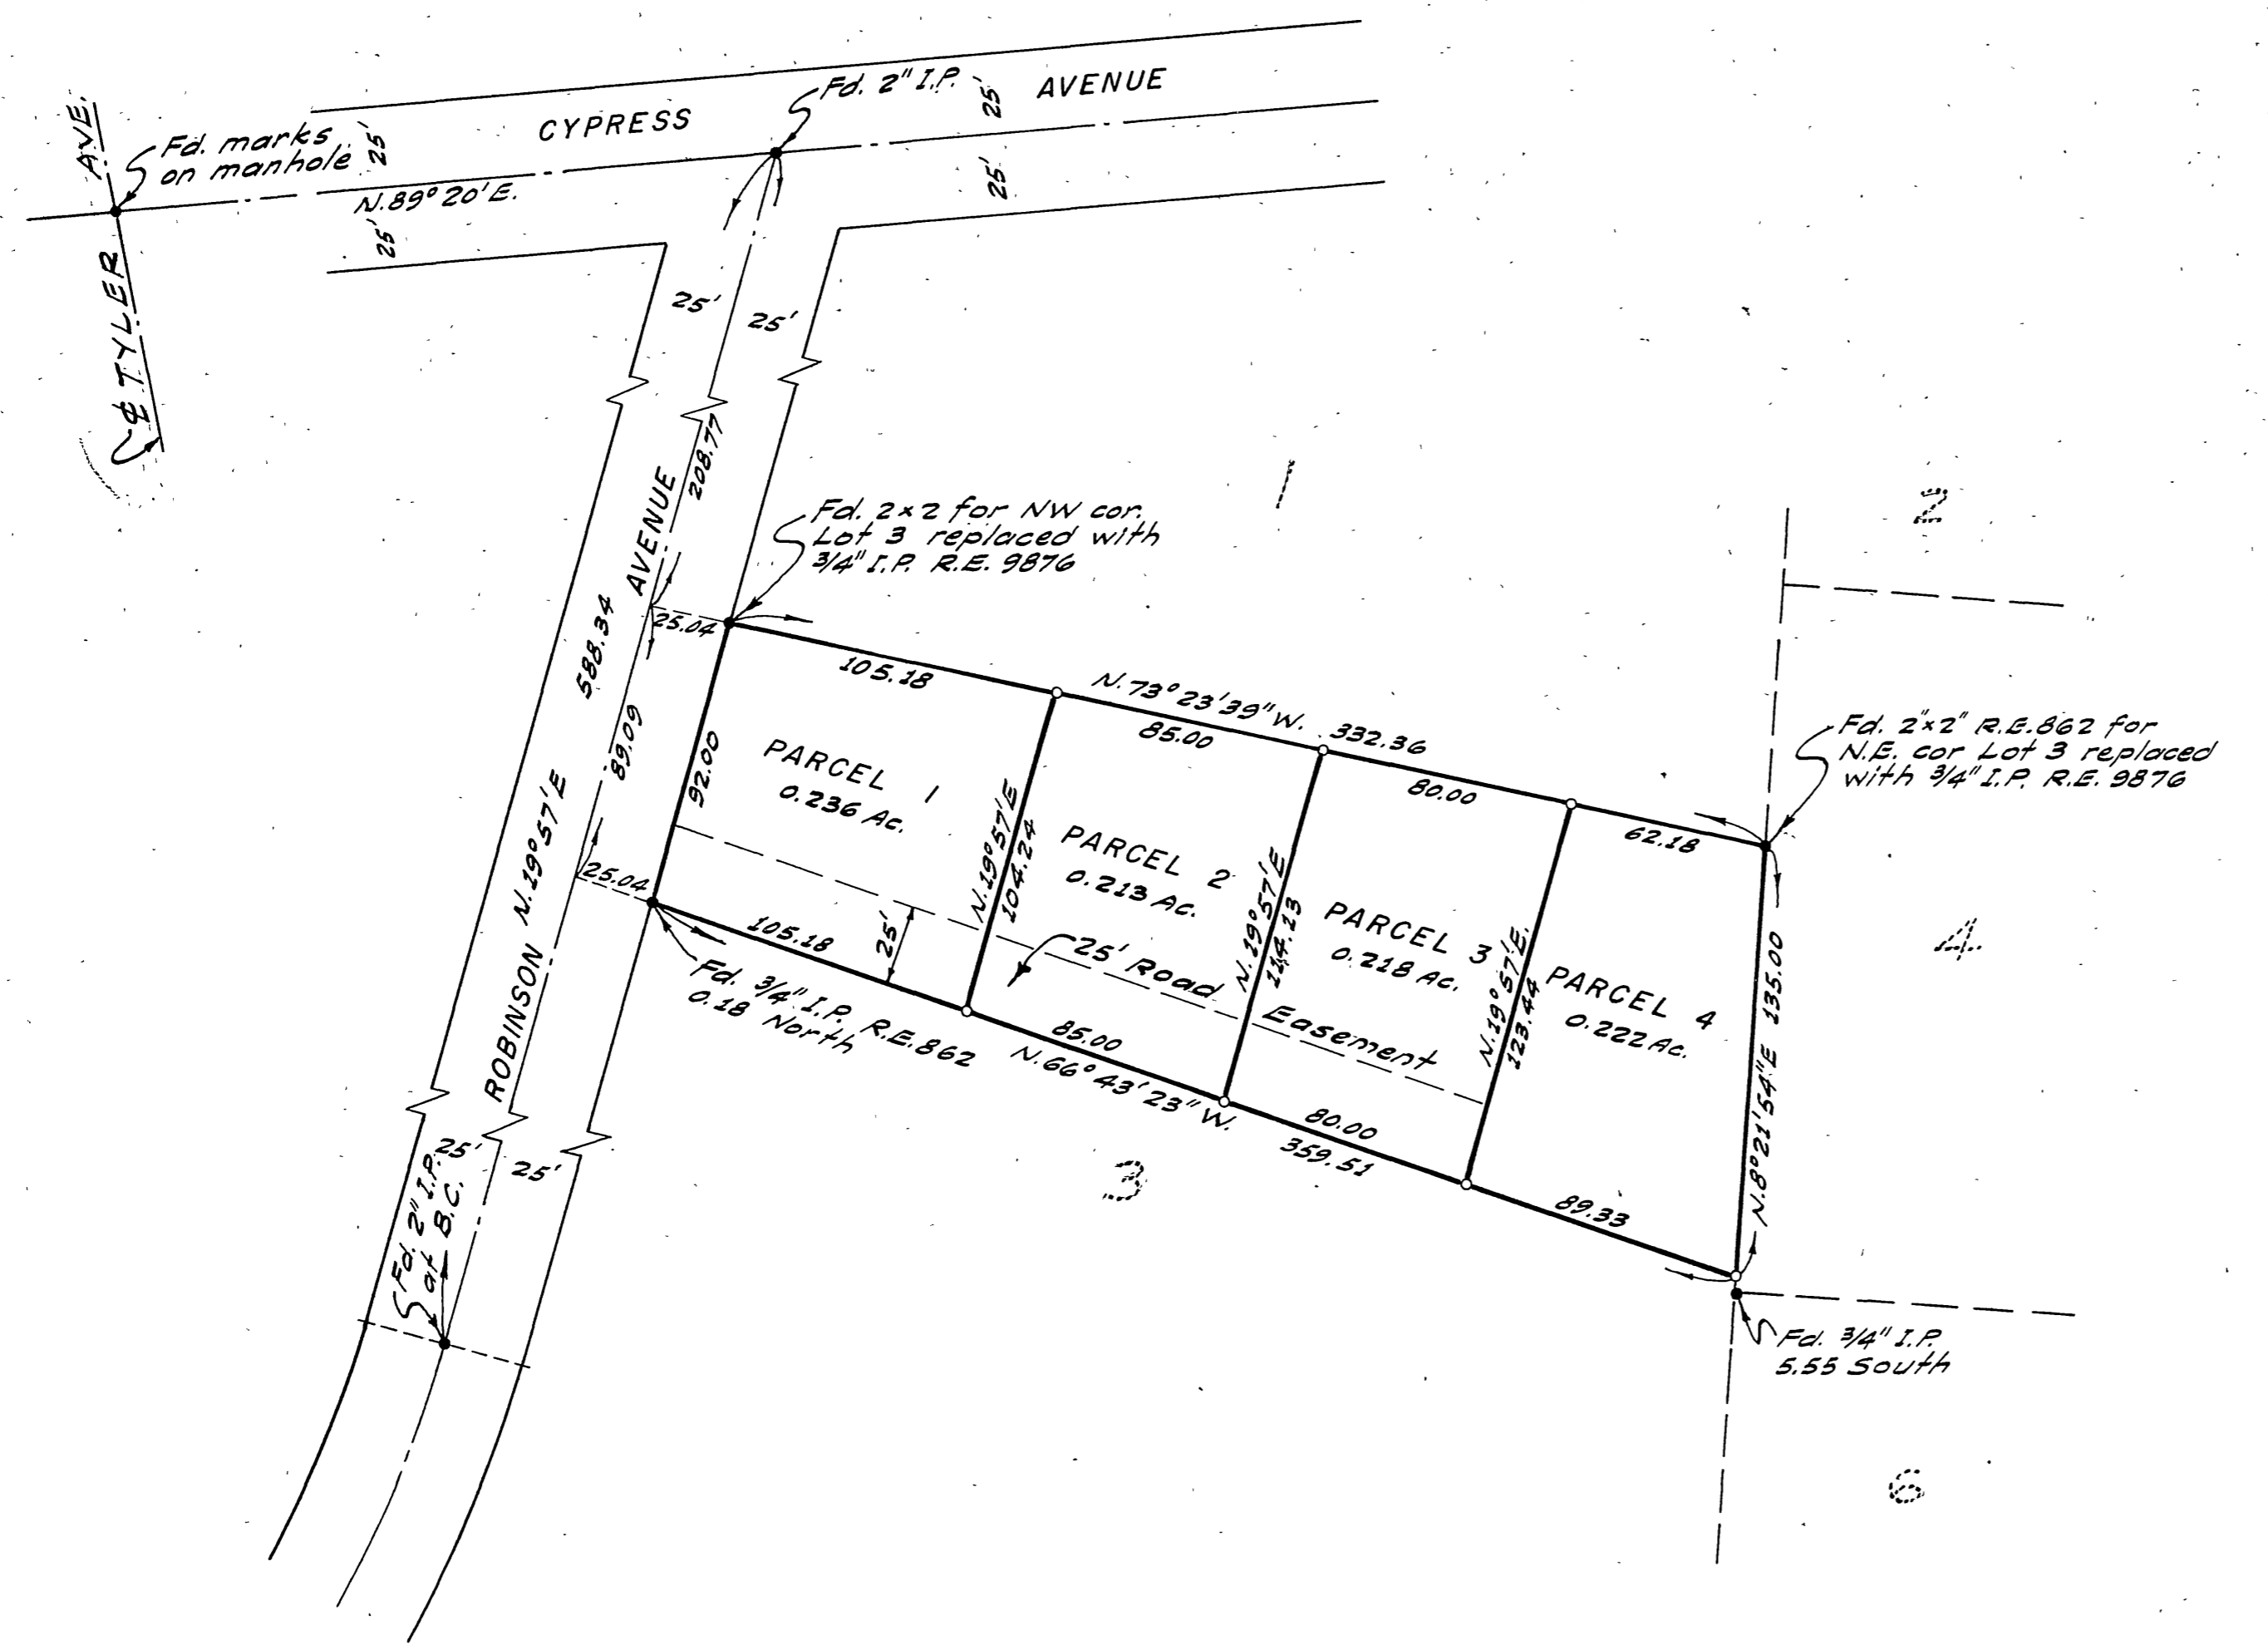 CYPRESS AVENUE
Fd. 2" I.P.
25'
25'
Fd. marks
on manhole
25'
25'
N.89°20'E.
℄ TYLER AVE.
25'
25'
208.77
ROBINSON AVENUE
N.19°57'E 588.34
Fd. 2x2 for NW cor.
Lot 3 replaced with
3/4" I.P. R.E. 9876
1
2
25.04
89.09
92.00
25.04
105.18
N.73°23'39"W. 332.36
85.00
80.00
62.18
Fd. 2"x2" R.E.862 for
N.E. cor Lot 3 replaced
with 3/4" I.P. R.E. 9876
PARCEL 1
0.236 Ac.
N.19°57'E
104.24
PARCEL 2
0.213 Ac.
N.19°57'E
114.13
PARCEL 3
0.218 Ac.
N.19°57'E.
123.44
PARCEL 4
0.222 Ac.
N.8°21'54"E 135.00
4
25'
25' Road Easement
105.18
85.00
80.00
89.33
N.66°43'23"W.
359.51
Fd. 3/4" I.P. R.E.862
0.18 North
3
25'
25'
Fd. 2" I.P.
at B.C.
Fd. 3/4" I.P.
5.55 South
6